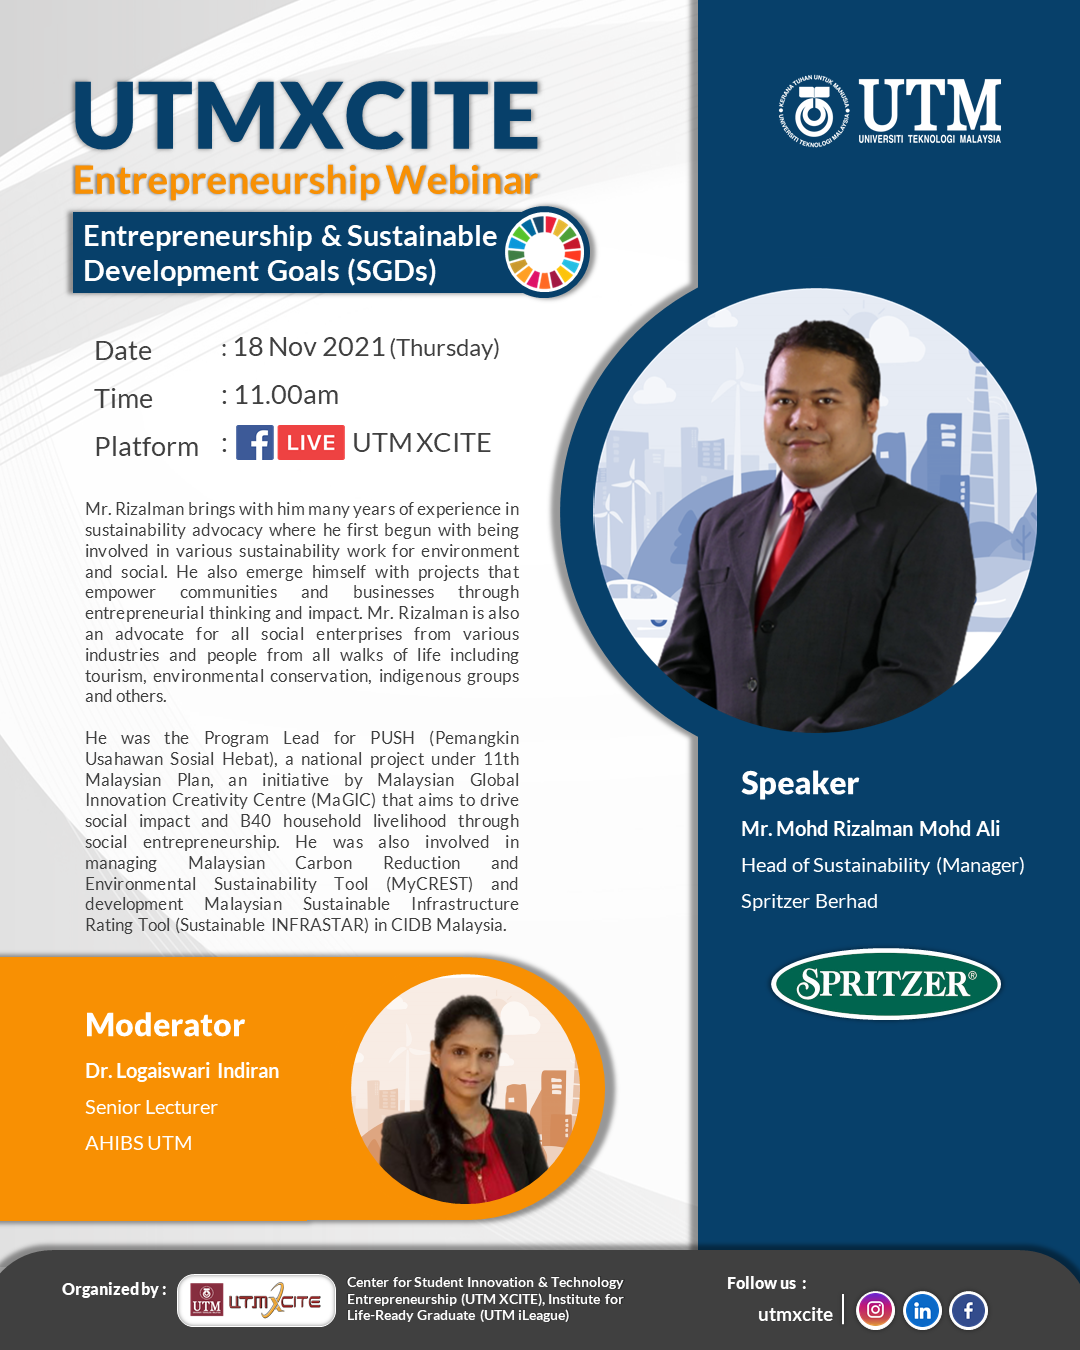 UTMXCITE
Entrepreneurship Webinar
Entrepreneurship & Sustainable
Development Goals (SGDs)
KERANA TUHAN UNTUK MANUSIA
UNIVERSITI TEKNOLOGI MALAYSIA
UTM
UNIVERSITI TEKNOLOGI MALAYSIA
Date : 18 Nov 2021 (Thursday)
Time : 11.00am
Platform : f LIVE UTM XCITE
Mr. Rizalman brings with him many years of experience in
sustainability advocacy where he first begun with being
involved in various sustainability work for environment
and social. He also emerge himself with projects that
empower communities and businesses through
entrepreneurial thinking and impact. Mr. Rizalman is also
an advocate for all social enterprises from various
industries and people from all walks of life including
tourism, environmental conservation, indigenous groups
and others.
He was the Program Lead for PUSH (Pemangkin
Usahawan Sosial Hebat), a national project under 11th
Malaysian Plan, an initiative by Malaysian Global
Innovation Creativity Centre (MaGIC) that aims to drive
social impact and B40 household livelihood through
social entrepreneurship. He was also involved in
managing Malaysian Carbon Reduction and
Environmental Sustainability Tool (MyCREST) and
development Malaysian Sustainable Infrastructure
Rating Tool (Sustainable INFRASTAR) in CIDB Malaysia.
Speaker
Mr. Mohd Rizalman Mohd Ali
Head of Sustainability (Manager)
Spritzer Berhad
SPRITZER®
Moderator
Dr. Logaiswari Indiran
Senior Lecturer
AHIBS UTM
Organized by :
UTM
UTMXCITE
Center for Student Innovation & Technology
Entrepreneurship (UTM XCITE), Institute for
Life-Ready Graduate (UTM iLeague)
Follow us :
utmxcite
in
f